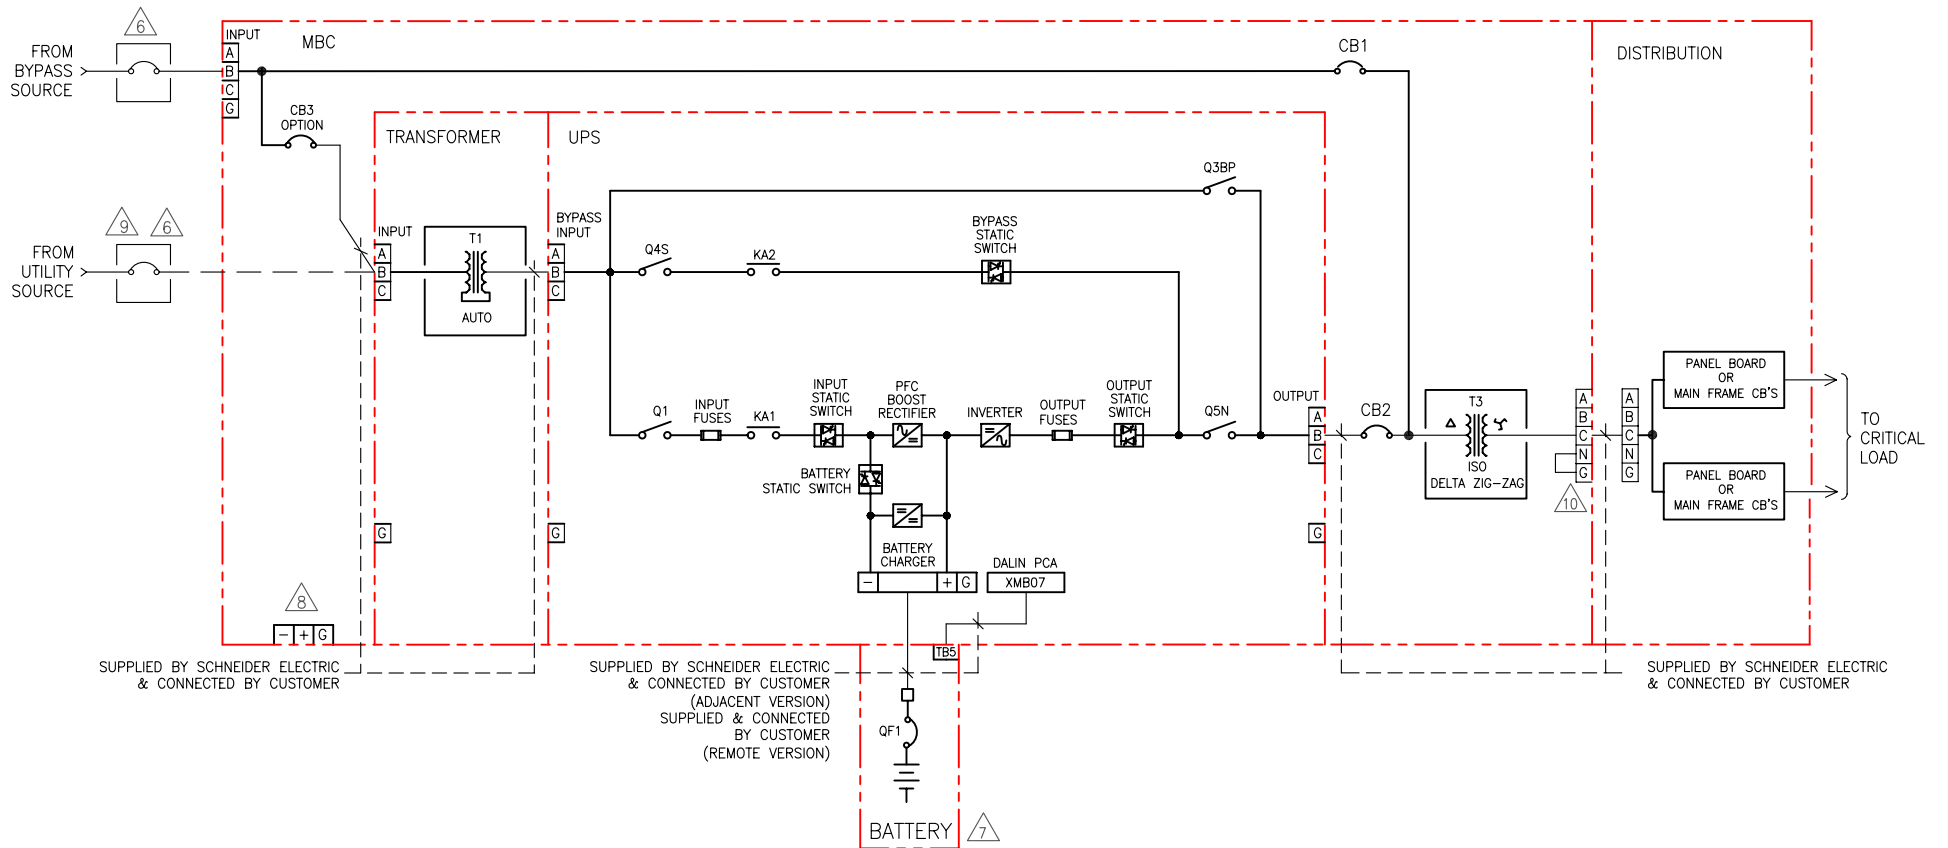 6
INPUT
MBC
CB1
DISTRIBUTION
FROM
BYPASS
SOURCE
A
B
C
G
CB3
OPTION
TRANSFORMER
UPS
Q3BP
9
6
FROM
UTILITY
SOURCE
INPUT
A
B
C
T1
AUTO
BYPASS
INPUT
A
B
C
Q4S
KA2
BYPASS
STATIC
SWITCH
Q1
INPUT
FUSES
KA1
INPUT
STATIC
SWITCH
PFC
BOOST
RECTIFIER
INVERTER
OUTPUT
FUSES
OUTPUT
STATIC
SWITCH
Q5N
OUTPUT
A
B
C
CB2
T3
ISO
DELTA ZIG-ZAG
A
B
C
N
G
10
A
B
C
N
G
PANEL BOARD
OR
MAIN FRAME CB'S
PANEL BOARD
OR
MAIN FRAME CB'S
TO
CRITICAL
LOAD
BATTERY
STATIC SWITCH
G
G
G
BATTERY
CHARGER
- + G
DALIN PCA
XMB07
8
- + G
TB5
SUPPLIED BY SCHNEIDER ELECTRIC
& CONNECTED BY CUSTOMER
SUPPLIED BY SCHNEIDER ELECTRIC
& CONNECTED BY CUSTOMER
(ADJACENT VERSION)
SUPPLIED & CONNECTED
BY CUSTOMER
(REMOTE VERSION)
SUPPLIED BY SCHNEIDER ELECTRIC
& CONNECTED BY CUSTOMER
QF1
BATTERY
7